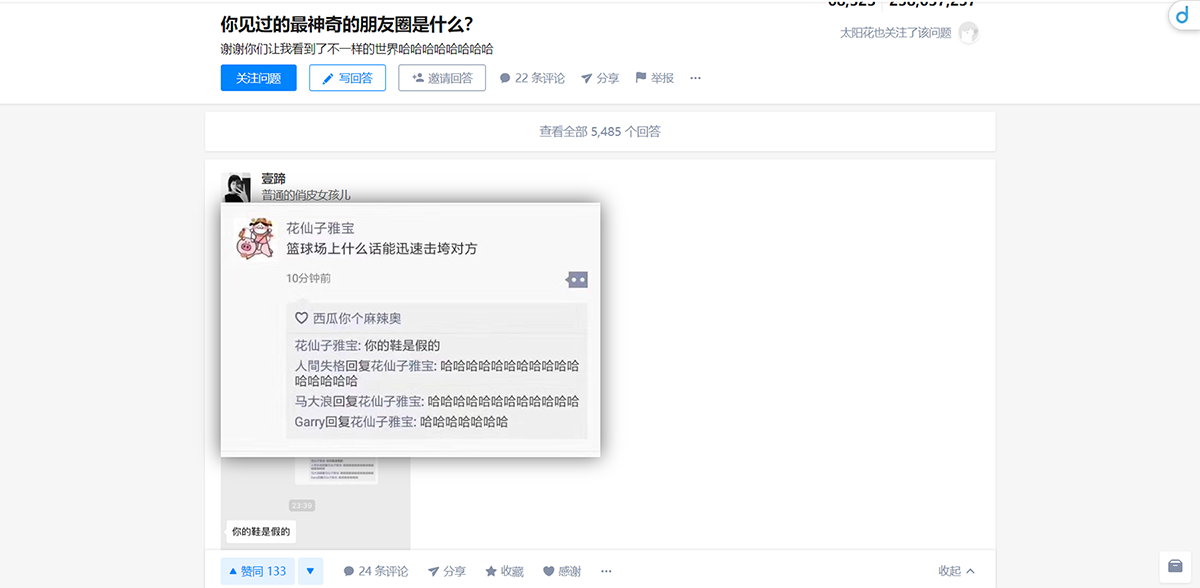 你见过的最神奇的朋友圈是什么？
谢谢你们让我看到了不一样的世界哈哈哈哈哈哈哈哈
太阳花也关注了该问题
关注问题
写回答
邀请回答
22 条评论
分享
举报
查看全部 5,485 个回答
壹蹄
普通的俏皮女孩儿
花仙子雅宝
篮球场上什么话能迅速击垮对方
10分钟前
西瓜你个麻辣奥
花仙子雅宝: 你的鞋是假的
人間失格回复花仙子雅宝: 哈哈哈哈哈哈哈哈哈哈哈
哈哈哈哈哈
马大浪回复花仙子雅宝: 哈哈哈哈哈哈哈哈哈哈哈哈
Garry回复花仙子雅宝: 哈哈哈哈哈哈哈
23:39
你的鞋是假的
赞同 133
24 条评论
分享
收藏
感谢
收起